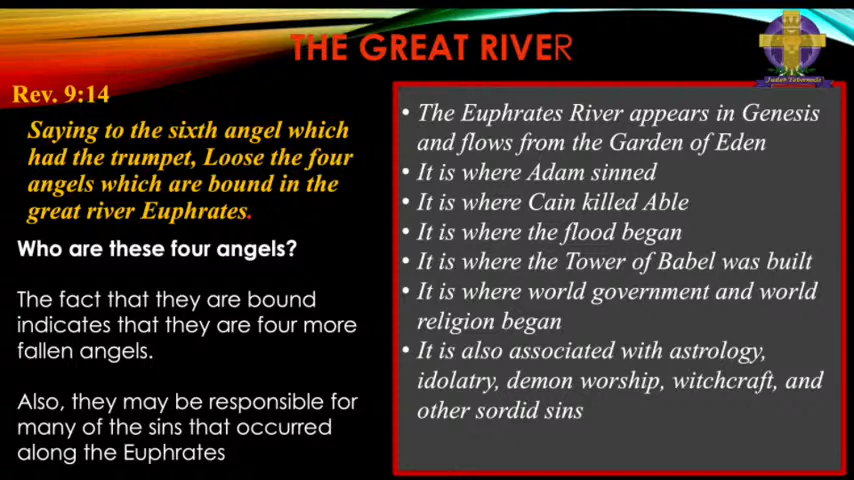 THE GREAT RIVER
Judah Tabernacle
Rev. 9:14
Saying to the sixth angel which
had the trumpet, Loose the four
angels which are bound in the
great river Euphrates.
Who are these four angels?
The fact that they are bound
indicates that they are four more
fallen angels.
Also, they may be responsible for
many of the sins that occurred
along the Euphrates
• The Euphrates River appears in Genesis
and flows from the Garden of Eden
• It is where Adam sinned
• It is where Cain killed Able
• It is where the flood began
• It is where the Tower of Babel was built
• It is where world government and world
religion began
• It is also associated with astrology,
idolatry, demon worship, witchcraft, and
other sordid sins